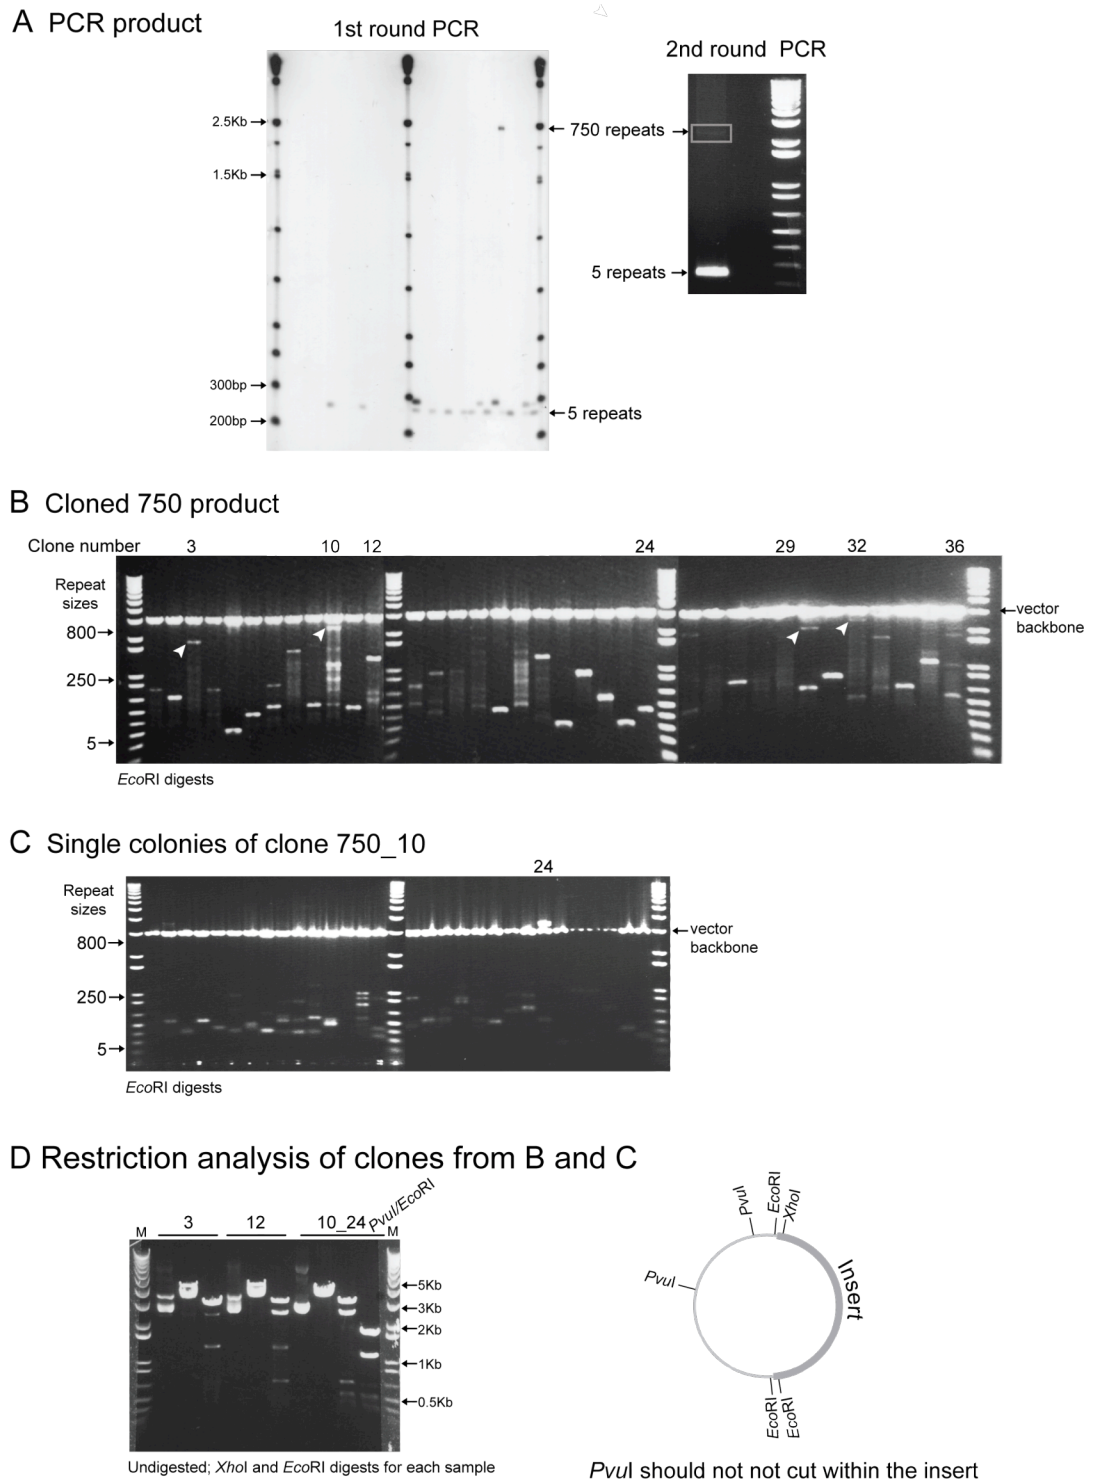 A PCR product
1st round PCR
2nd round PCR
2.5Kb
1.5Kb
300bp
200bp
750 repeats
5 repeats
5 repeats
B Cloned 750 product
Clone number 3 10 12 24 29 32 36
Repeat
sizes
800
250
5
vector
backbone
EcoRI digests
C Single colonies of clone 750_10
24
Repeat
sizes
800
250
5
vector
backbone
EcoRI digests
D Restriction analysis of clones from B and C
M 3 12 10_24 PvuI/EcoRI M
5Kb
3Kb
2Kb
1Kb
0.5Kb
Undigested; XhoI and EcoRI digests for each sample
PvuI
EcoRI
XhoI
PvuI
Insert
EcoRI
EcoRI
PvuI should not not cut within the insert